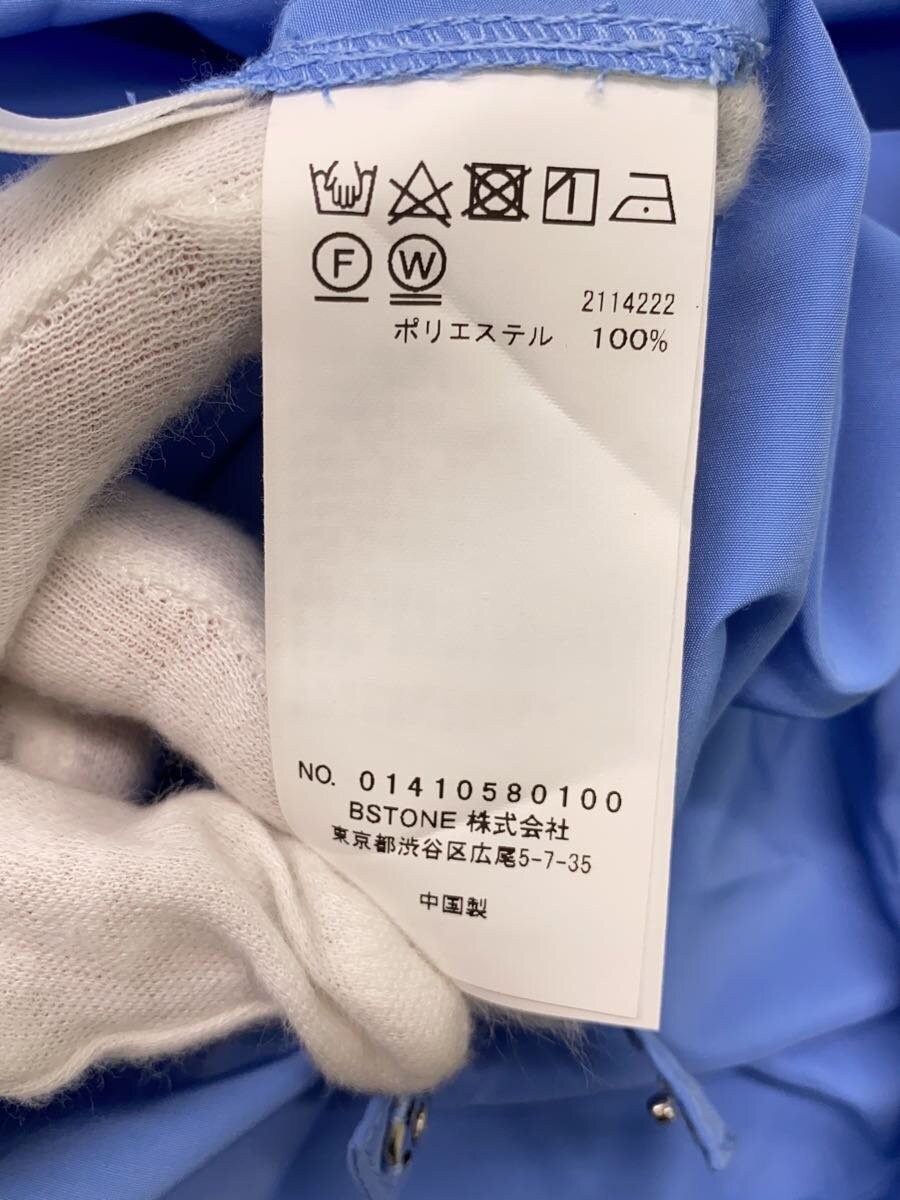 F W
2114222
ポリエステル 100%
NO. 01410580100
BSTONE 株式会社
東京都渋谷区広尾5-7-35
中国製